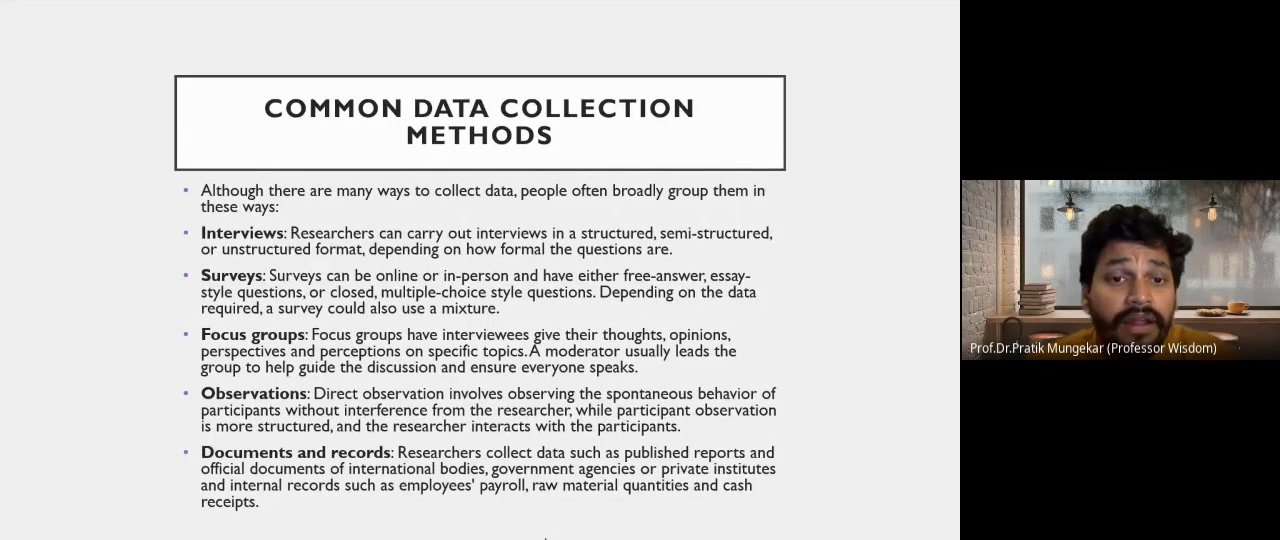 COMMON DATA COLLECTION
METHODS
• Although there are many ways to collect data, people often broadly group them in
these ways:
• Interviews: Researchers can carry out interviews in a structured, semi-structured,
or unstructured format, depending on how formal the questions are.
• Surveys: Surveys can be online or in-person and have either free-answer, essay-
style questions, or closed, multiple-choice style questions. Depending on the data
required, a survey could also use a mixture.
• Focus groups: Focus groups have interviewees give their thoughts, opinions,
perspectives and perceptions on specific topics. A moderator usually leads the
group to help guide the discussion and ensure everyone speaks.
• Observations: Direct observation involves observing the spontaneous behavior of
participants without interference from the researcher, while participant observation
is more structured, and the researcher interacts with the participants.
• Documents and records: Researchers collect data such as published reports and
official documents of international bodies, government agencies or private institutes
and internal records such as employees' payroll, raw material quantities and cash
receipts.
Prof.Dr.Pratik Mungekar (Professor Wisdom)